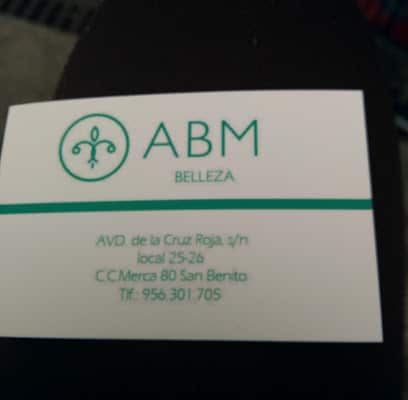 ABM
BELLEZA
AVD. de la Cruz Roja, s/n
local 25-26
C.C.Merca 80 San Benito
Tlf.: 956.301.705